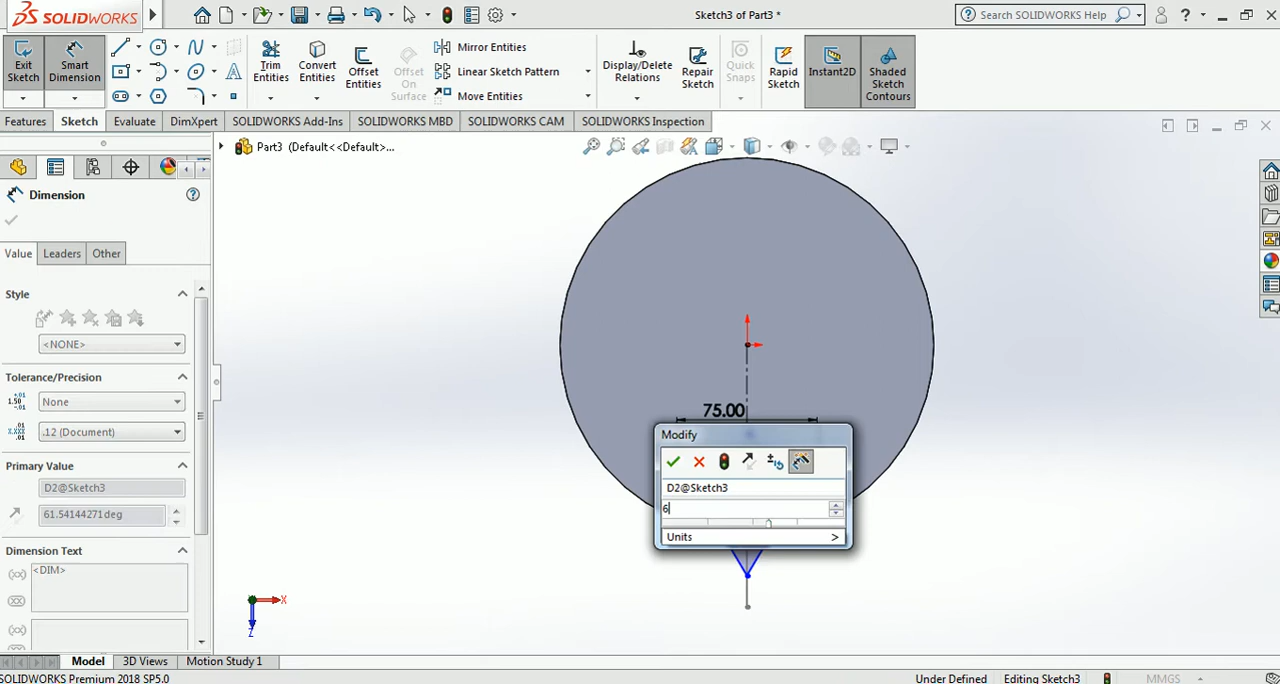 SOLIDWORKS
Sketch3 of Part3 *
Search SOLIDWORKS Help
?
Exit Sketch
Smart Dimension
Trim Entities
Convert Entities
Offset Entities
Offset On Surface
Mirror Entities
Linear Sketch Pattern
Move Entities
Display/Delete Relations
Repair Sketch
Quick Snaps
Rapid Sketch
Instant2D
Shaded Sketch Contours
Features
Sketch
Evaluate
DimXpert
SOLIDWORKS Add-Ins
SOLIDWORKS MBD
SOLIDWORKS CAM
SOLIDWORKS Inspection
Part3 (Default<<Default>...
Dimension
?
Value
Leaders
Other
Style
<NONE>
Tolerance/Precision
None
.12 (Document)
Primary Value
D2@Sketch3
61.54144271deg
Dimension Text
<DIM>
75.00
Modify
D2@Sketch3
6
Units
>
X
Z
Model
3D Views
Motion Study 1
SOLIDWORKS Premium 2018 SP5.0
Under Defined
Editing Sketch3
MMGS